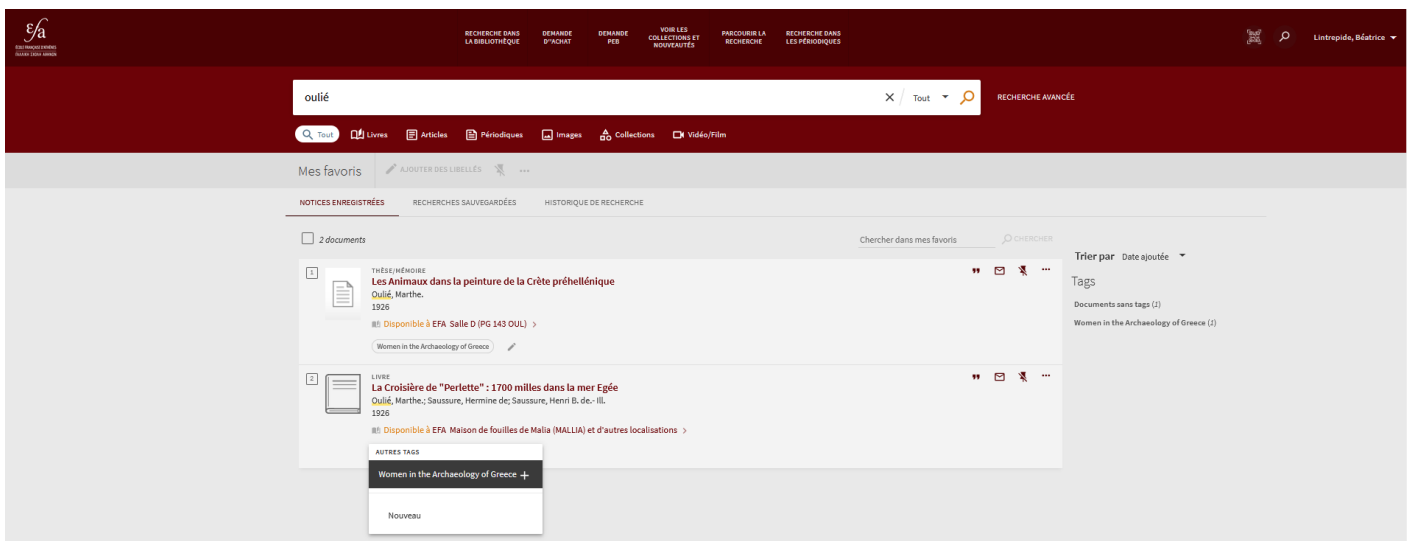 εfa
ÉCOLE FRANÇAISE D'ATHÈNES
RECHERCHE DANS
LA BIBLIOTHÈQUE
DEMANDE
D"ACHAT
DEMANDE
PEB
VOIR LES
COLLECTIONS ET
NOUVEAUTÉS
PARCOURIR LA
RECHERCHE
RECHERCHE DANS
LES PÉRIODIQUES
Lintrepide, Béatrice
oulié
Tout
RECHERCHE AVANCÉE
Tout
Livres
Articles
Périodiques
Images
Collections
Vidéo/Film
Mes favoris
AJOUTER DES LIBELLÉS
NOTICES ENREGISTRÉES
RECHERCHES SAUVEGARDÉES
HISTORIQUE DE RECHERCHE
2 documents
Chercher dans mes favoris
CHERCHER
Trier par Date ajoutée
Tags
Documents sans tags (1)
Women in the Archaeology of Greece (1)
1
THÈSE/MÉMOIRE
Les Animaux dans la peinture de la Crète préhellénique
Oulié, Marthe.
1926
Disponible à EFA Salle D (PG 143 OUL)
Women in the Archaeology of Greece
2
LIVRE
La Croisière de "Perlette" : 1700 milles dans la mer Egée
Oulié, Marthe.; Saussure, Hermine de; Saussure, Henri B. de.- Ill.
1926
Disponible à EFA Maison de fouilles de Malia (MALLIA) et d'autres localisations
AUTRES TAGS
Women in the Archaeology of Greece +
Nouveau